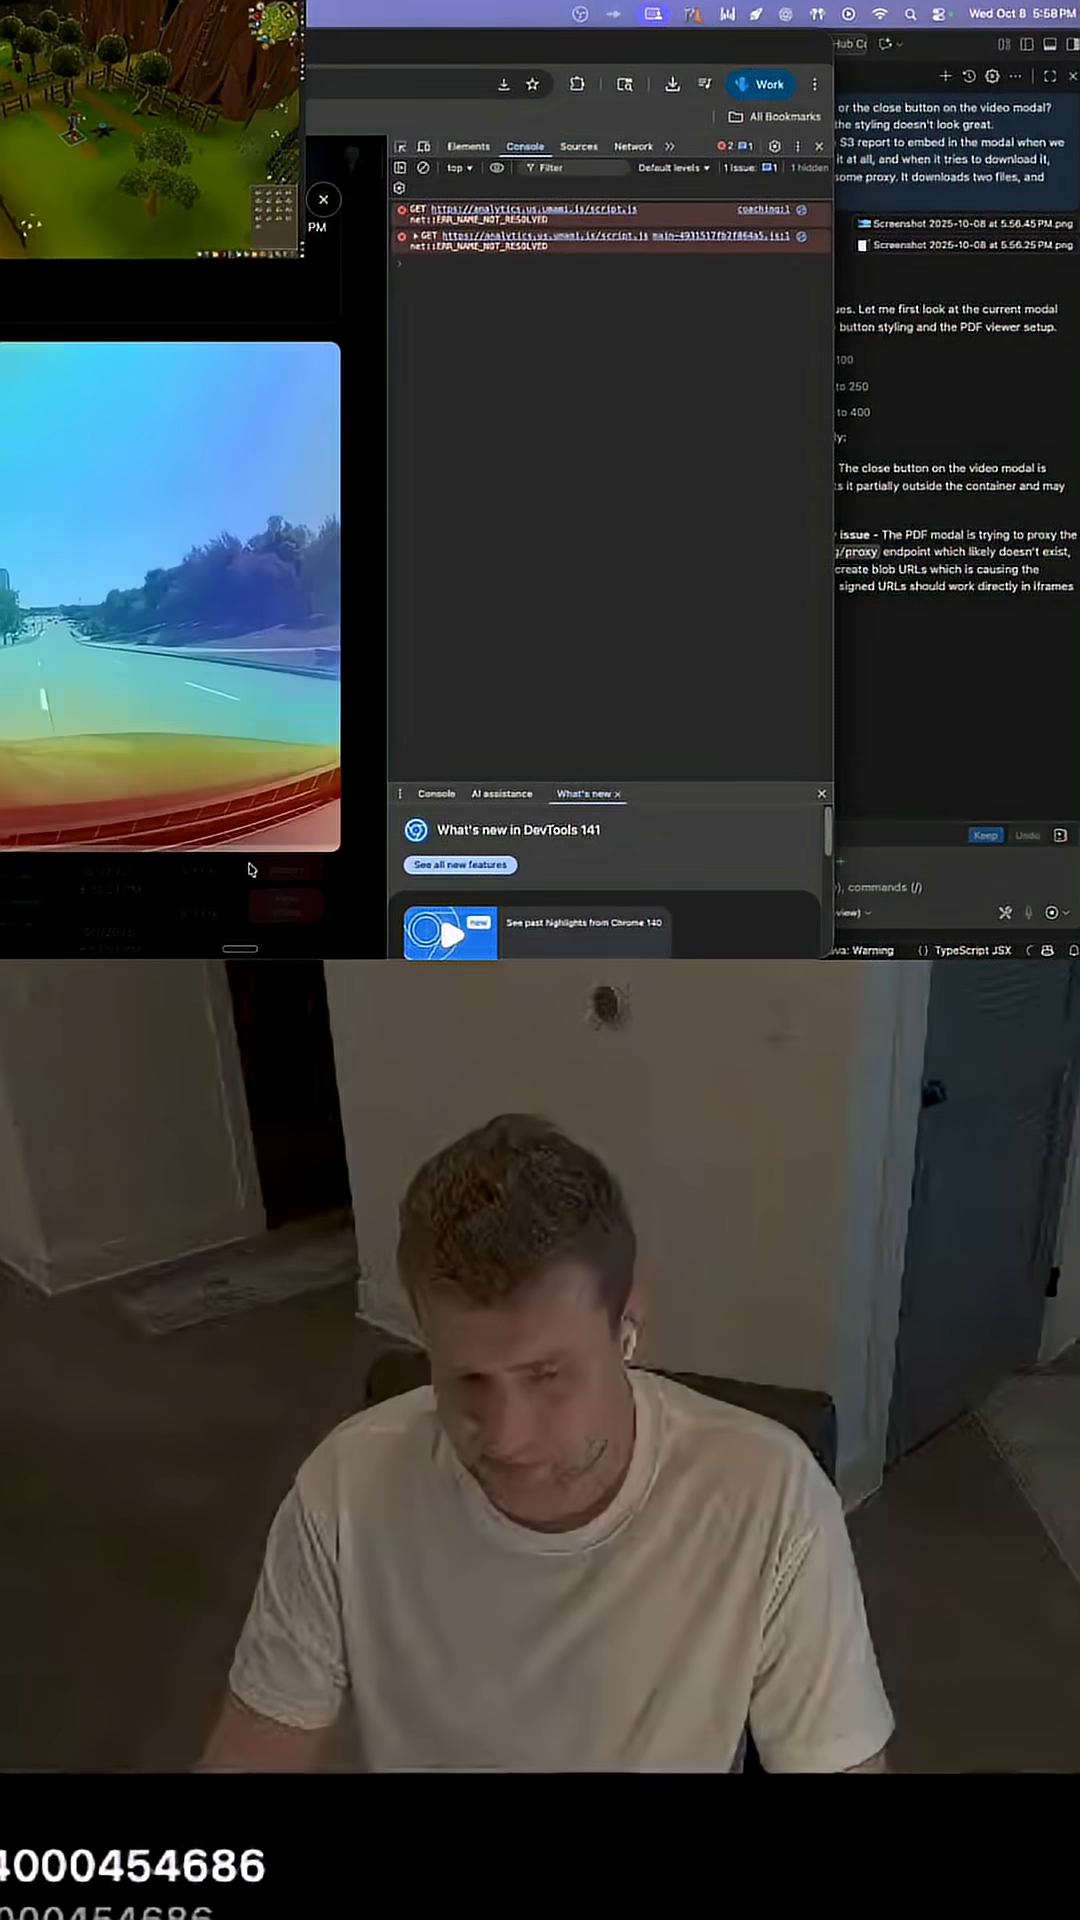 Wed Oct 8 5:58 PM
Work
All Bookmarks
Elements
Console
Sources
Network
2
1
top
Filter
Default levels
1 Issue: 1
1 hidden
GET https://analytics.us.umami.is/script.js
coaching:1
net::ERR_NAME_NOT_RESOLVED
GET https://analytics.us.umami.is/script.js
net::ERR_NAME_NOT_RESOLVED
PM
or the close button on the video modal?
the styling doesn't look great.
S3 report to embed in the modal when we
it at all, and when it tries to download it,
some proxy. It downloads two files, and
Screenshot 2025-10-08 at 5.56.45 PM.png
Screenshot 2025-10-08 at 5.56.25 PM.png
ues. Let me first look at the current modal
button styling and the PDF viewer setup.
100
to 250
to 400
ly:
The close button on the video modal is
ts it partially outside the container and may
issue - The PDF modal is trying to proxy the
g/proxy endpoint which likely doesn't exist,
create blob URLs which is causing the
signed URLs should work directly in iframes
Console
AI assistance
What's new
What's new in DevTools 141
See all new features
new
See past highlights from Chrome 140
Keep
Undo
), commands (/)
view)
ava: Warning
{} TypeScript JSX
4000454686
000454686